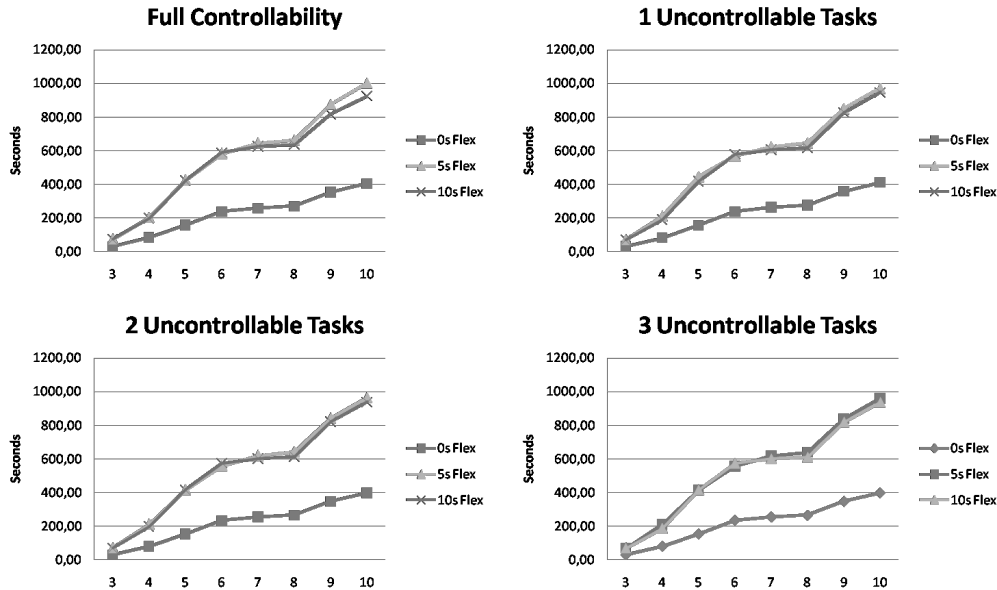 Full Controllability
1200,00
1000,00
800,00
600,00
400,00
200,00
0,00
Seconds
3 4 5 6 7 8 9 10
0s Flex
5s Flex
10s Flex
1 Uncontrollable Tasks
1200,00
1000,00
800,00
600,00
400,00
200,00
0,00
Seconds
3 4 5 6 7 8 9 10
0s Flex
5s Flex
10s Flex
2 Uncontrollable Tasks
1200,00
1000,00
800,00
600,00
400,00
200,00
0,00
Seconds
3 4 5 6 7 8 9 10
0s Flex
5s Flex
10s Flex
3 Uncontrollable Tasks
1200,00
1000,00
800,00
600,00
400,00
200,00
0,00
Seconds
3 4 5 6 7 8 9 10
0s Flex
5s Flex
10s Flex